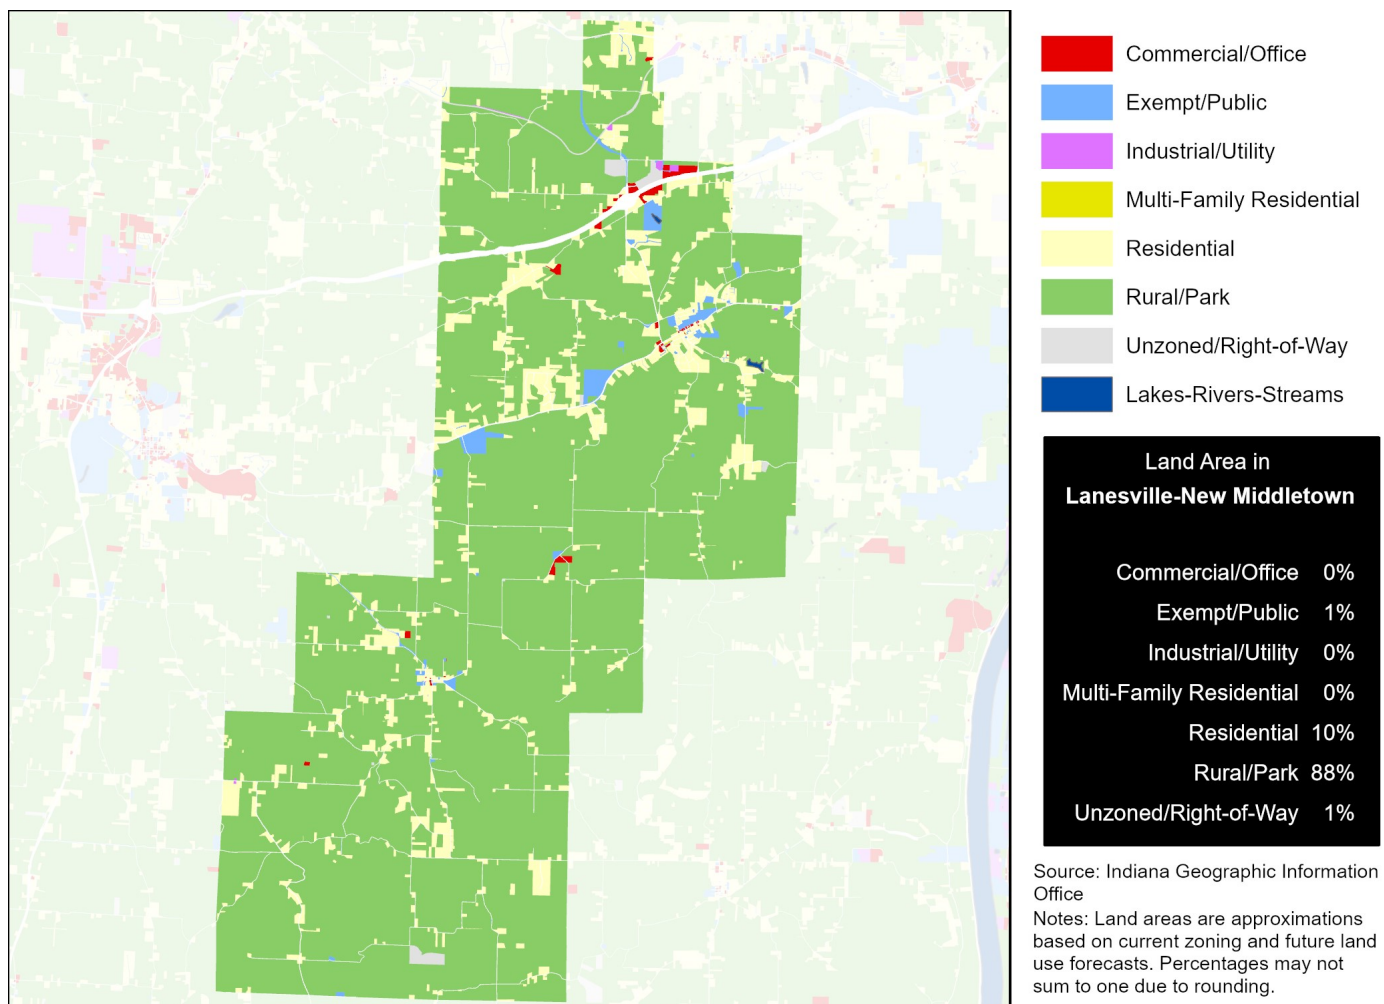 Commercial/Office
Exempt/Public
Industrial/Utility
Multi-Family Residential
Residential
Rural/Park
Unzoned/Right-of-Way
Lakes-Rivers-Streams
Land Area in
Lanesville-New Middletown
Commercial/Office 0%
Exempt/Public 1%
Industrial/Utility 0%
Multi-Family Residential 0%
Residential 10%
Rural/Park 88%
Unzoned/Right-of-Way 1%
Source: Indiana Geographic Information
Office
Notes: Land areas are approximations
based on current zoning and future land
use forecasts. Percentages may not
sum to one due to rounding.